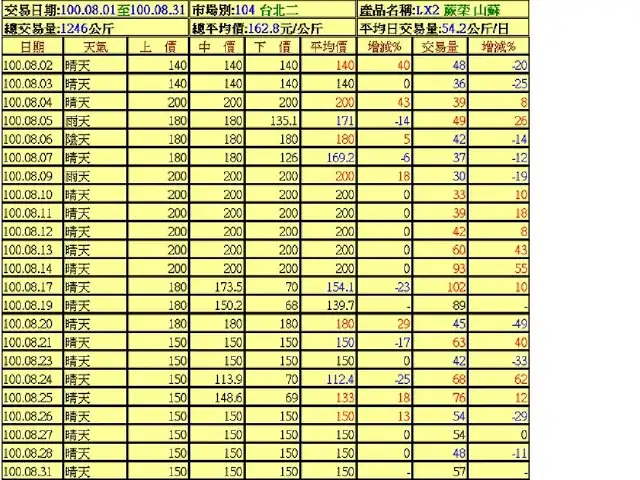 交易日期:100.08.01至100.08.31 市場別:104 台北二 產品名稱:LX2 蕨菜 山蘇
總交易量:1246公斤 總平均價:162.8元/公斤 平均日交易量:54.2公斤/日
日期 天氣 上 價 中 價 下 價 平均價 增減% 交易量 增減%
100.08.02 晴天 140 140 140 140 40 48 -20
100.08.03 晴天 140 140 140 140 0 36 -25
100.08.04 晴天 200 200 200 200 43 39 8
100.08.05 雨天 180 180 135.1 171 -14 49 26
100.08.06 陰天 180 180 180 180 5 42 -14
100.08.07 晴天 180 180 126 169.2 -6 37 -12
100.08.09 雨天 200 200 200 200 18 30 -19
100.08.10 晴天 200 200 200 200 0 33 10
100.08.11 晴天 200 200 200 200 0 39 18
100.08.12 晴天 200 200 200 200 0 42 8
100.08.13 晴天 200 200 200 200 0 60 43
100.08.14 晴天 200 200 200 200 0 93 55
100.08.17 晴天 180 173.5 70 154.1 -23 102 10
100.08.19 晴天 180 150.2 68 139.7 - 89 -
100.08.20 晴天 180 180 180 180 29 45 -49
100.08.21 晴天 150 150 150 150 -17 63 40
100.08.23 晴天 150 150 150 150 0 42 -33
100.08.24 晴天 150 113.9 70 112.4 -25 68 62
100.08.25 晴天 150 148.6 69 133 18 76 12
100.08.26 晴天 150 150 150 150 13 54 -29
100.08.27 晴天 150 150 150 150 0 54 0
100.08.28 晴天 150 150 150 150 0 48 -11
100.08.31 晴天 150 150 150 150 - 57 -